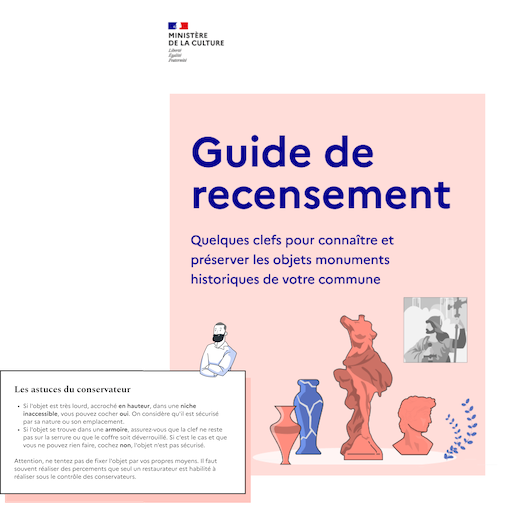 MINISTÈRE
DE LA CULTURE
Liberté
Égalité
Fraternité
Guide de
recensement
Quelques clefs pour connaître et
préserver les objets monuments
historiques de votre commune
Les astuces du conservateur
• Si l'objet est très lourd, accroché en hauteur, dans une niche
inaccessible, vous pouvez cocher oui. On considère qu'il est sécurisé
par sa nature ou son emplacement.
• Si l'objet se trouve dans une armoire, assurez-vous que la clef ne reste
pas sur la serrure ou que le coffre soit déverrouillé. Si c'est le cas et que
vous ne pouvez rien faire, cochez non, l'objet n'est pas sécurisé.
Attention, ne tentez pas de fixer l'objet par vos propres moyens. Il faut
souvent réaliser des percements que seul un restaurateur est habilité à
réaliser sous le contrôle des conservateurs.